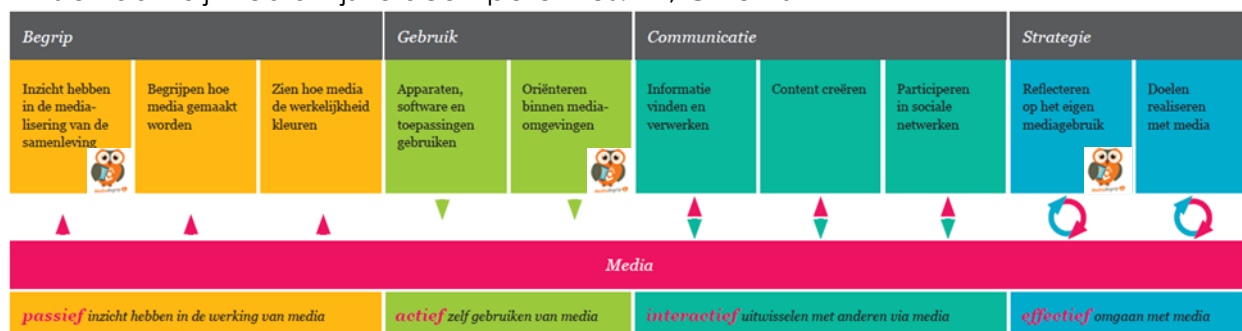 Begrip
Gebruik
Communicatie
Strategie
Inzicht hebben
in de media-
lisering van de
samenleving
Begrijpen hoe
media gemaakt
worden
Zien hoe media
de werkelijkheid
kleuren
Apparaten,
software en
toepassingen
gebruiken
Oriënteren
binnen media-
omgevingen
Informatie
vinden en
verwerken
Content creëren
Participeren
in sociale
netwerken
Reflecteren
op het eigen
mediagebruik
Doelen
realiseren
met media
Media
passief inzicht hebben in de werking van media
actief zelf gebruiken van media
interactief uitwisselen met anderen via media
effectief omgaan met media